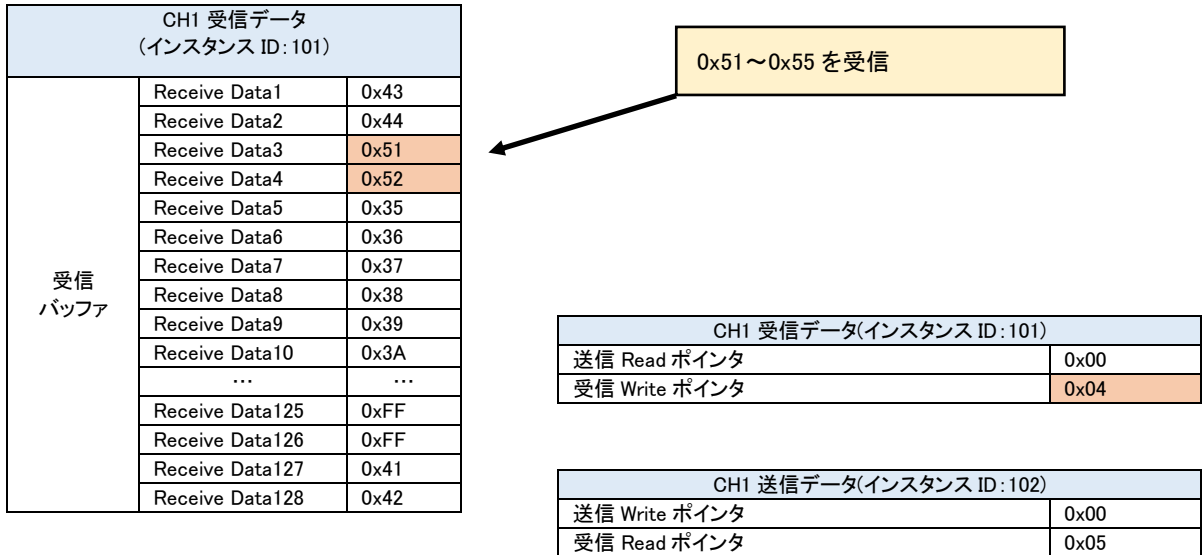 CH1 受信データ
(インスタンス ID：101)
受信
バッファ
Receive Data1 0x43
Receive Data2 0x44
Receive Data3 0x51
Receive Data4 0x52
Receive Data5 0x35
Receive Data6 0x36
Receive Data7 0x37
Receive Data8 0x38
Receive Data9 0x39
Receive Data10 0x3A
… …
Receive Data125 0xFF
Receive Data126 0xFF
Receive Data127 0x41
Receive Data128 0x42
0x51～0x55 を受信
CH1 受信データ(インスタンス ID：101)
送信 Read ポインタ 0x00
受信 Write ポインタ 0x04
CH1 送信データ(インスタンス ID：102)
送信 Write ポインタ 0x00
受信 Read ポインタ 0x05